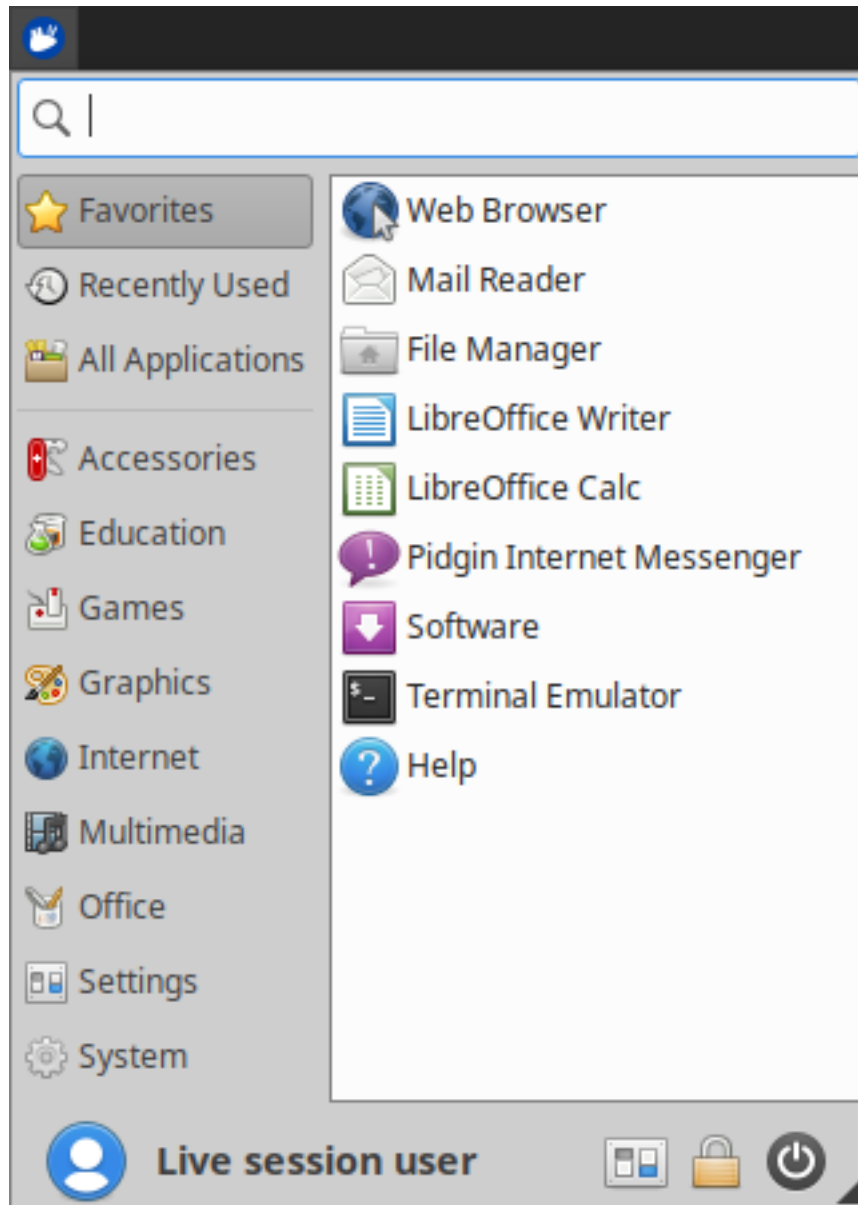 Favorites
Recently Used
All Applications
Accessories
Education
Games
Graphics
Internet
Multimedia
Office
Settings
System
Web Browser
Mail Reader
File Manager
LibreOffice Writer
LibreOffice Calc
Pidgin Internet Messenger
Software
Terminal Emulator
Help
Live session user